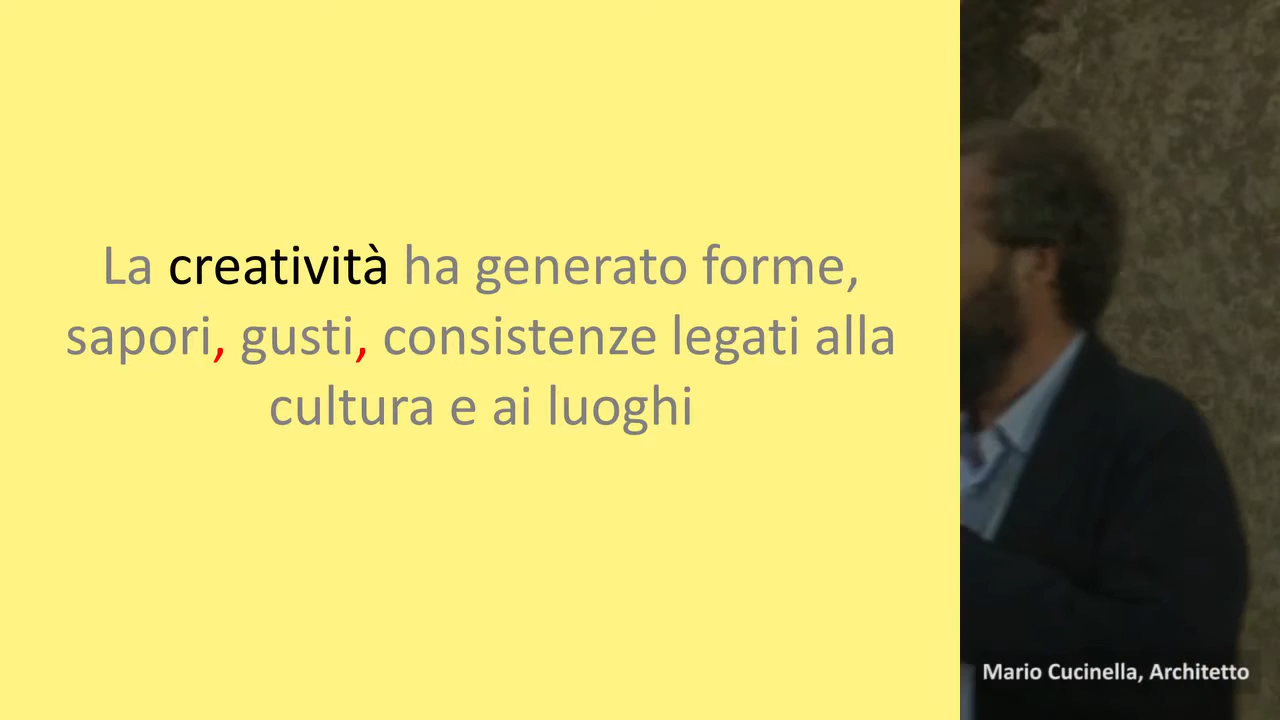 La creatività ha generato forme,
sapori, gusti, consistenze legati alla
cultura e ai luoghi
Mario Cucinella, Architetto